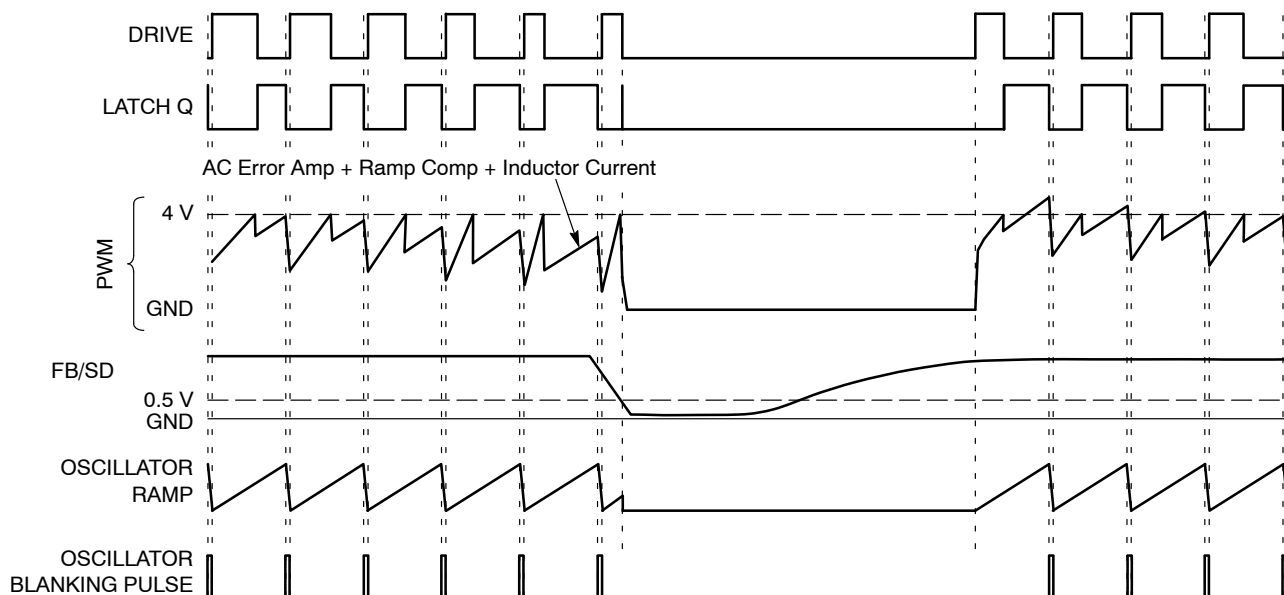 DRIVE
LATCH Q
AC Error Amp + Ramp Comp + Inductor Current
4 V
PWM
GND
FB/SD
0.5 V
GND
OSCILLATOR
RAMP
OSCILLATOR
BLANKING PULSE